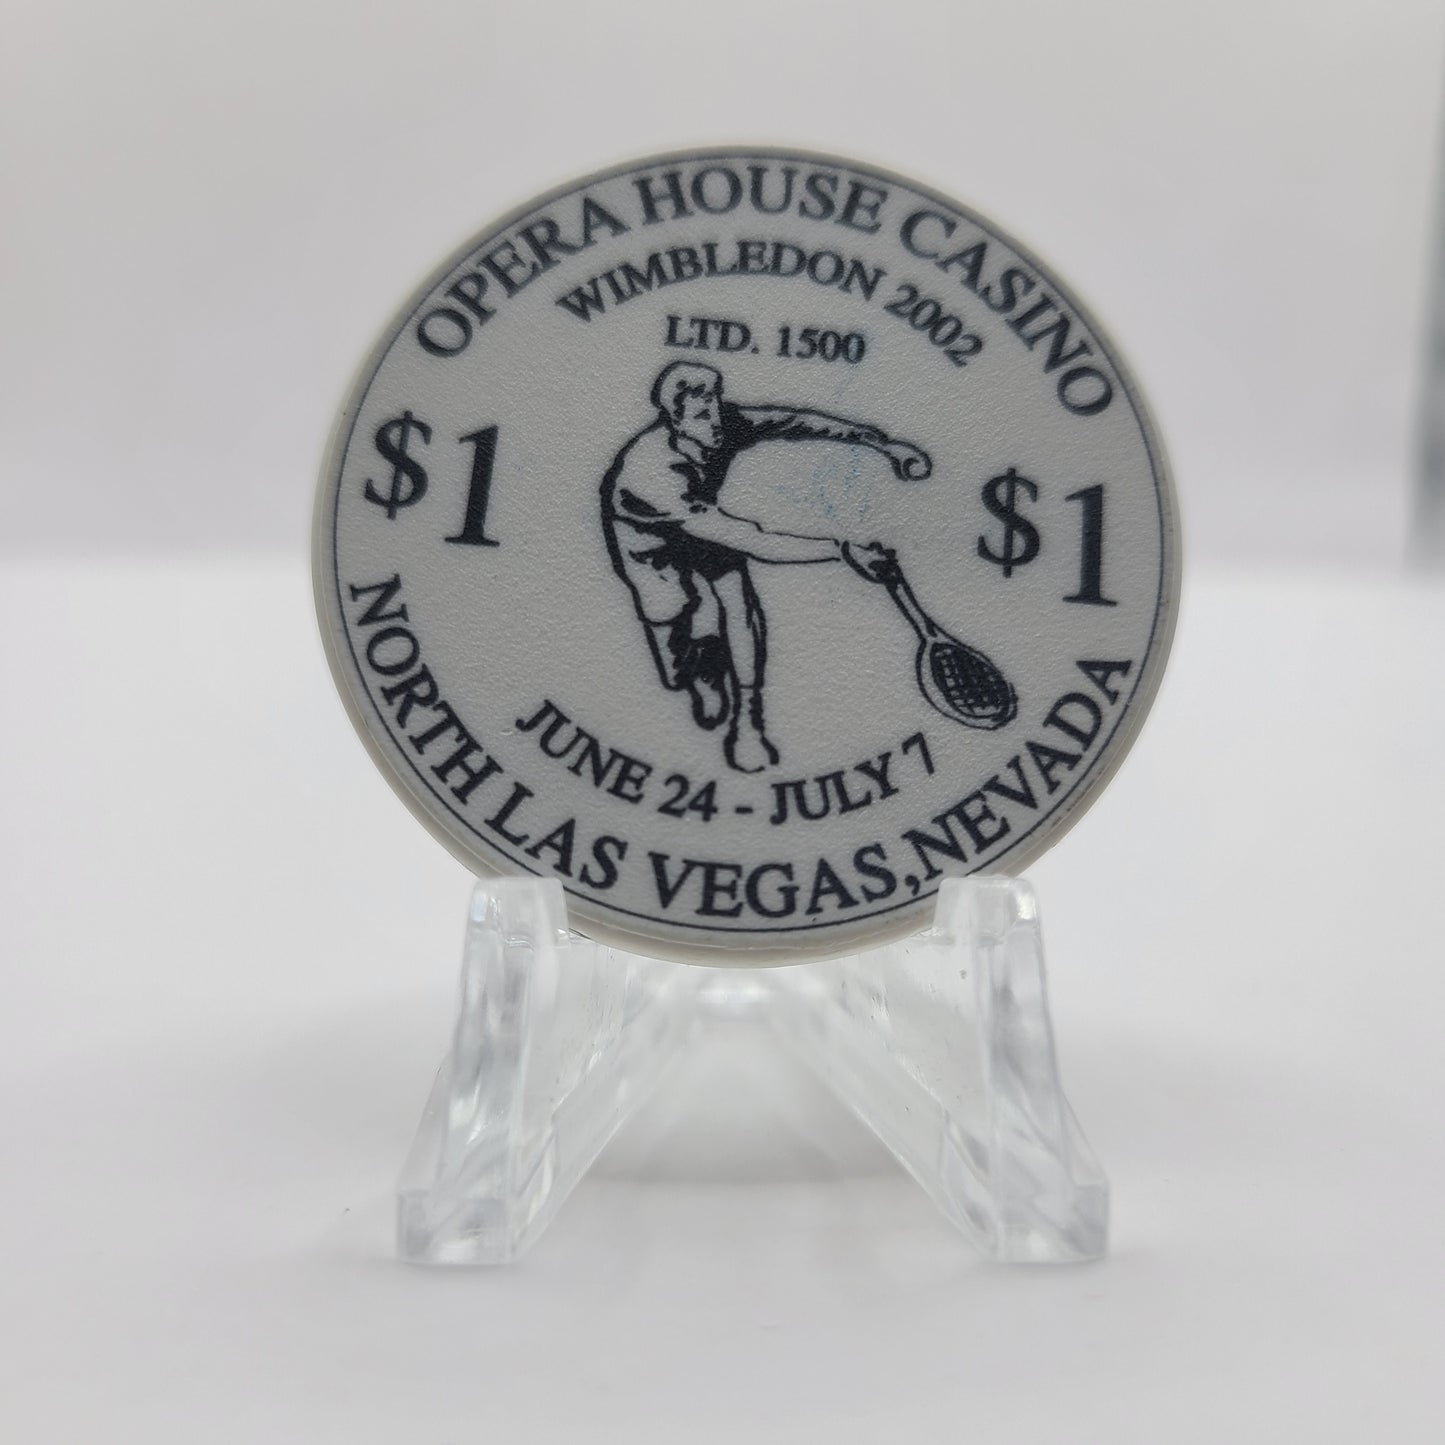 OPERA HOUSE CASINO
WIMBLEDON 2002
LTD. 1500
$1
$1
JUNE 24 - JULY 7
NORTH LAS VEGAS, NEVADA